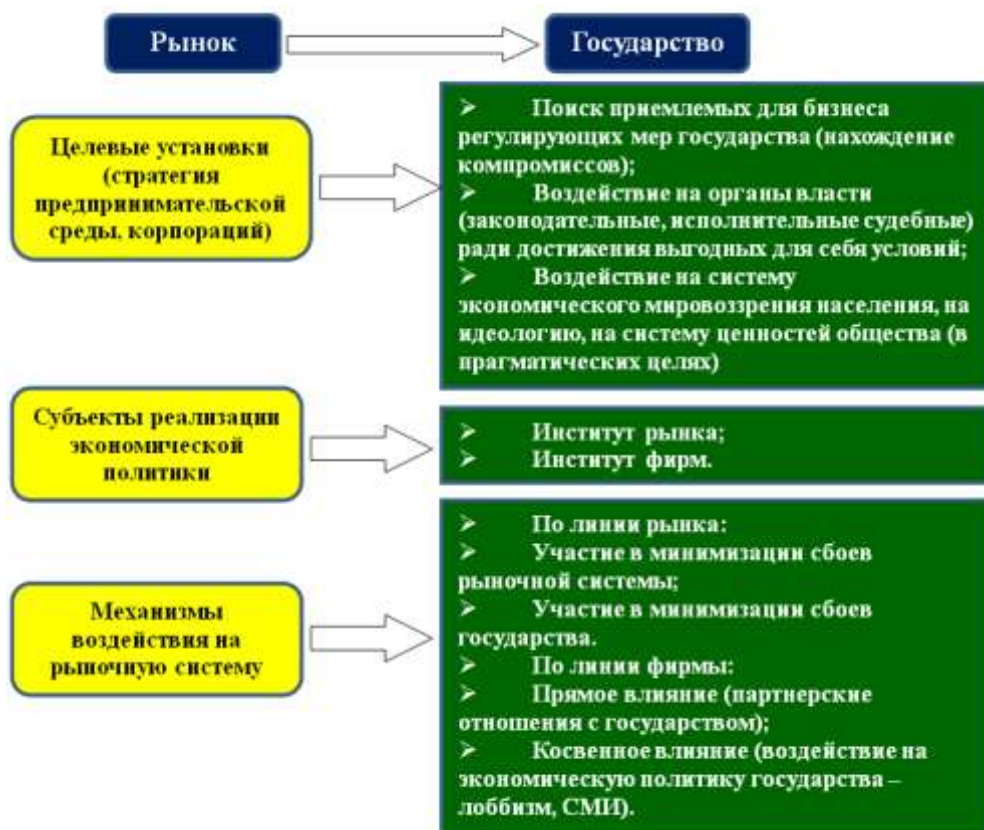 Рынок
Государство
Целевые установки
(стратегия
предпринимательской
среды, корпораций)
➢ Поиск приемлемых для бизнеса
регулирующих мер государства (нахождение
компромиссов);
➢ Воздействие на органы власти
(законодательные, исполнительные судебные)
ради достижения выгодных для себя условий;
➢ Воздействие на систему
экономического мировоззрения населения, на
идеологию, на систему ценностей общества (в
прагматических целях)
Субъекты реализации
экономической
политики
➢ Институт рынка;
➢ Институт фирм.
Механизмы
воздействия на
рыночную систему
➢ По линии рынка:
➢ Участие в минимизации сбоев
рыночной системы;
➢ Участие в минимизации сбоев
государства.
➢ По линии фирмы:
➢ Прямое влияние (партнерские
отношения с государством);
➢ Косвенное влияние (воздействие на
экономическую политику государства –
лоббизм, СМИ).